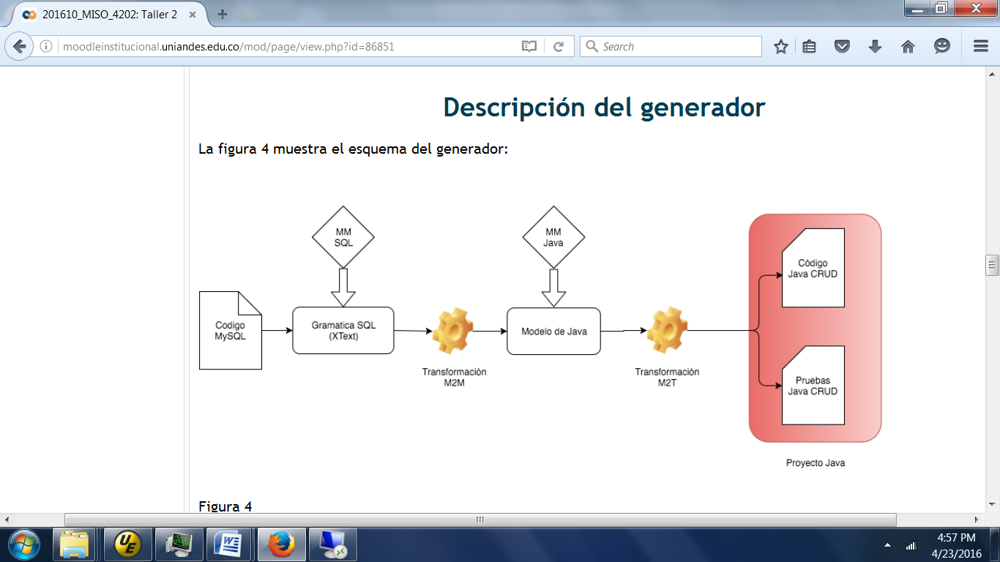 201610_MISO_4202: Taller 2
moodleinstitucional.uniandes.edu.co/mod/page/view.php?id=86851
Search
Descripción del generador
La figura 4 muestra el esquema del generador:
MM
SQL
MM
Java
Codigo
MySQL
Gramatica SQL
(XText)
Transformación
M2M
Modelo de Java
Transformación
M2T
Código
Java CRUD
Pruebas
Java CRUD
Proyecto Java
Figura 4
UE
W
4:57 PM
4/23/2016